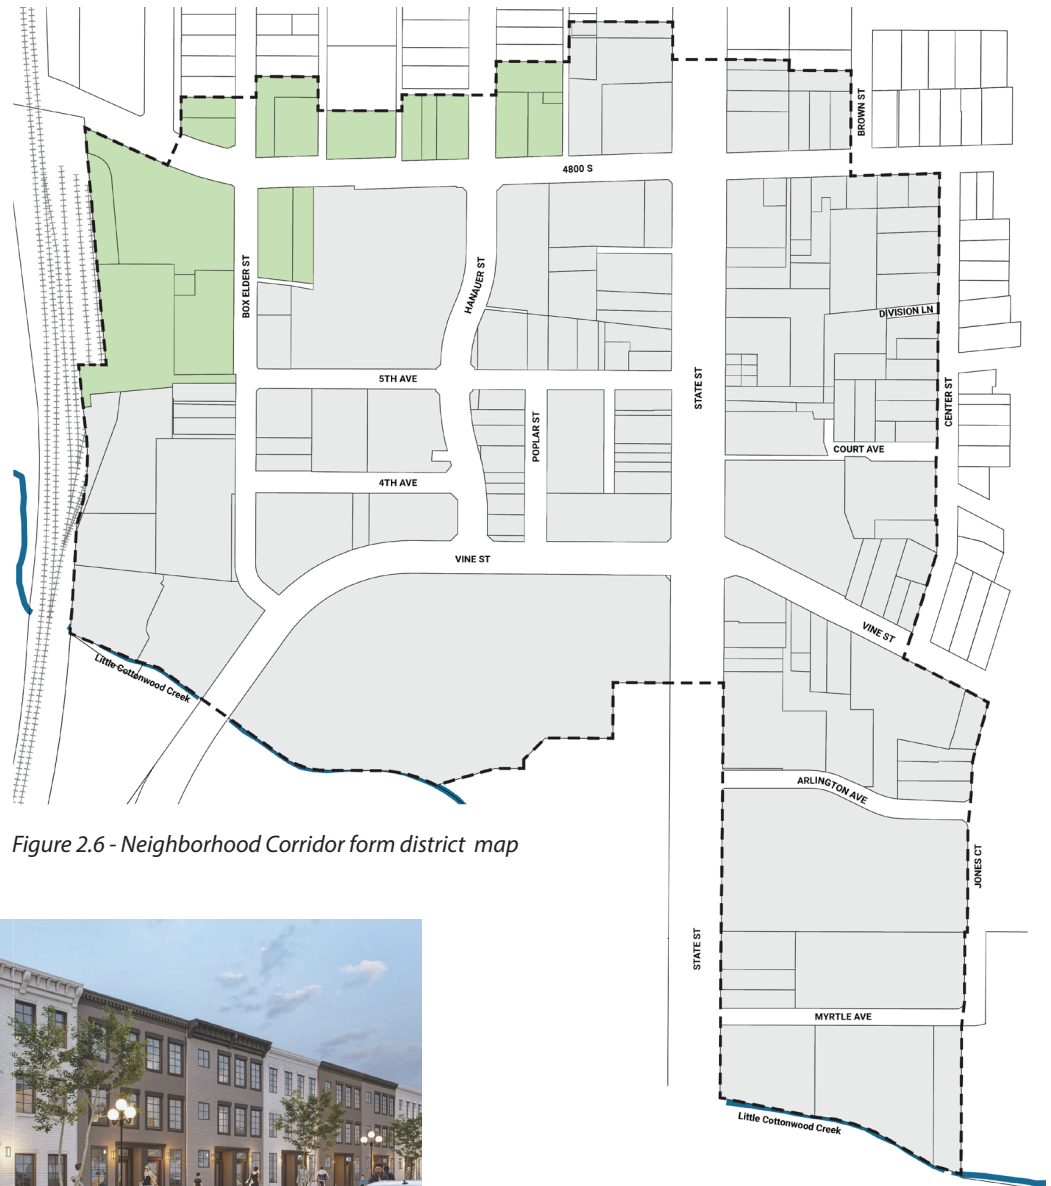 BROWN ST
4800 S
BOX ELDER ST
HANAUER ST
DIVISION LN
5TH AVE
STATE ST
CENTER ST
POPLAR ST
COURT AVE
4TH AVE
VINE ST
VINE ST
Little Cottonwood Creek
ARLINGTON AVE
Figure 2.6 - Neighborhood Corridor form district map
JONES CT
STATE ST
MYRTLE AVE
Little Cottonwood Creek